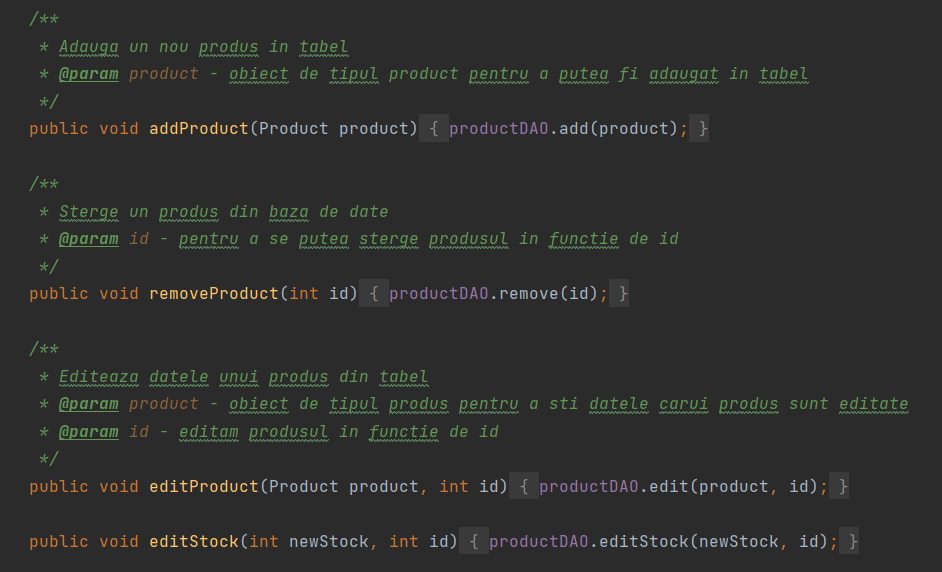 /**
 * Adauga un nou produs in tabel
 * @param product - obiect de tipul product pentru a putea fi adaugat in tabel
 */
public void addProduct(Product product) { productDAO.add(product); }
/**
 * Sterge un produs din baza de date
 * @param id - pentru a se putea sterge produsul in functie de id
 */
public void removeProduct(int id) { productDAO.remove(id); }
/**
 * Editeaza datele unui produs din tabel
 * @param product - obiect de tipul produs pentru a sti datele carui produs sunt editate
 * @param id - editam produsul in functie de id
 */
public void editProduct(Product product, int id) { productDAO.edit(product, id); }
public void editStock(int newStock, int id) { productDAO.editStock(newStock, id); }